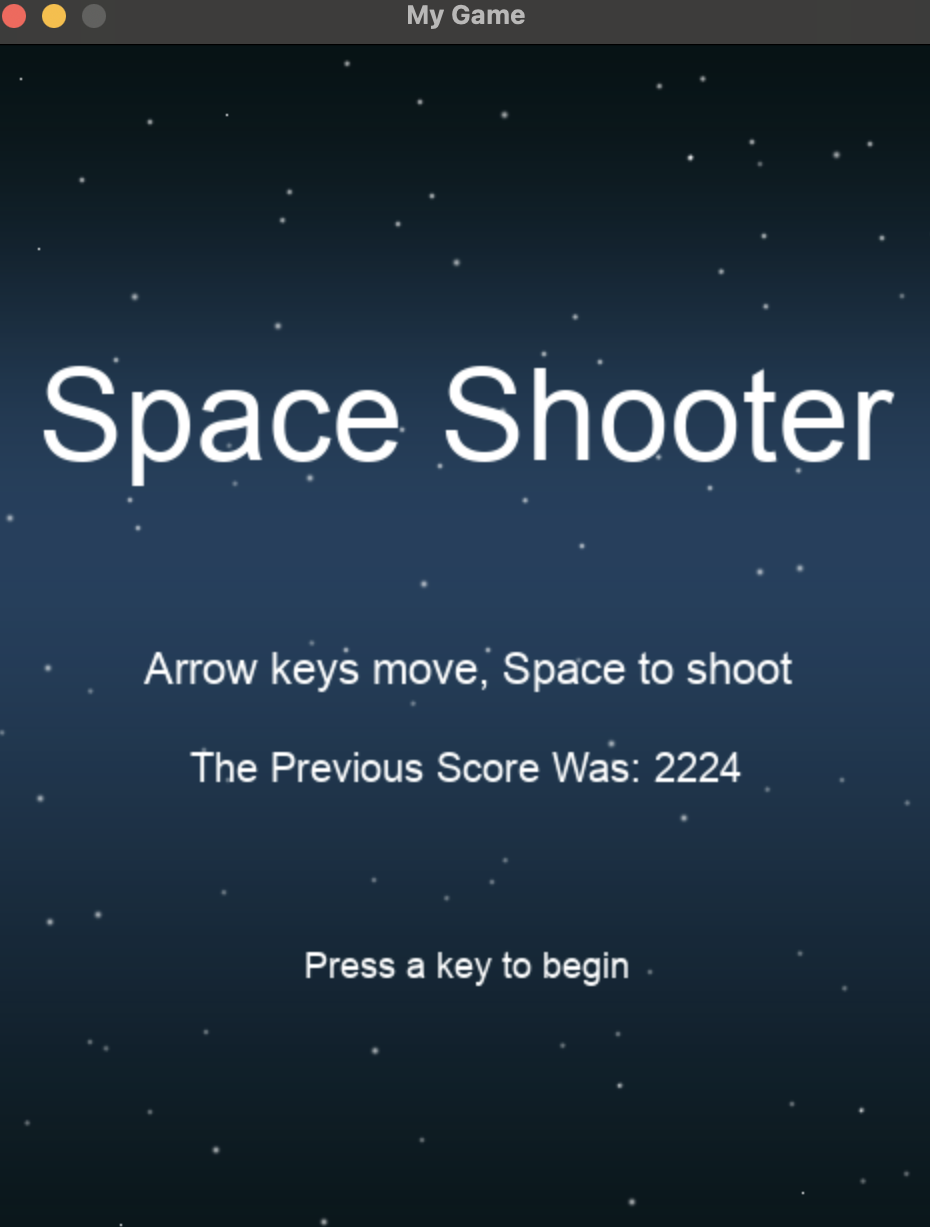 My Game
Space Shooter
Arrow keys move, Space to shoot
The Previous Score Was: 2224
Press a key to begin